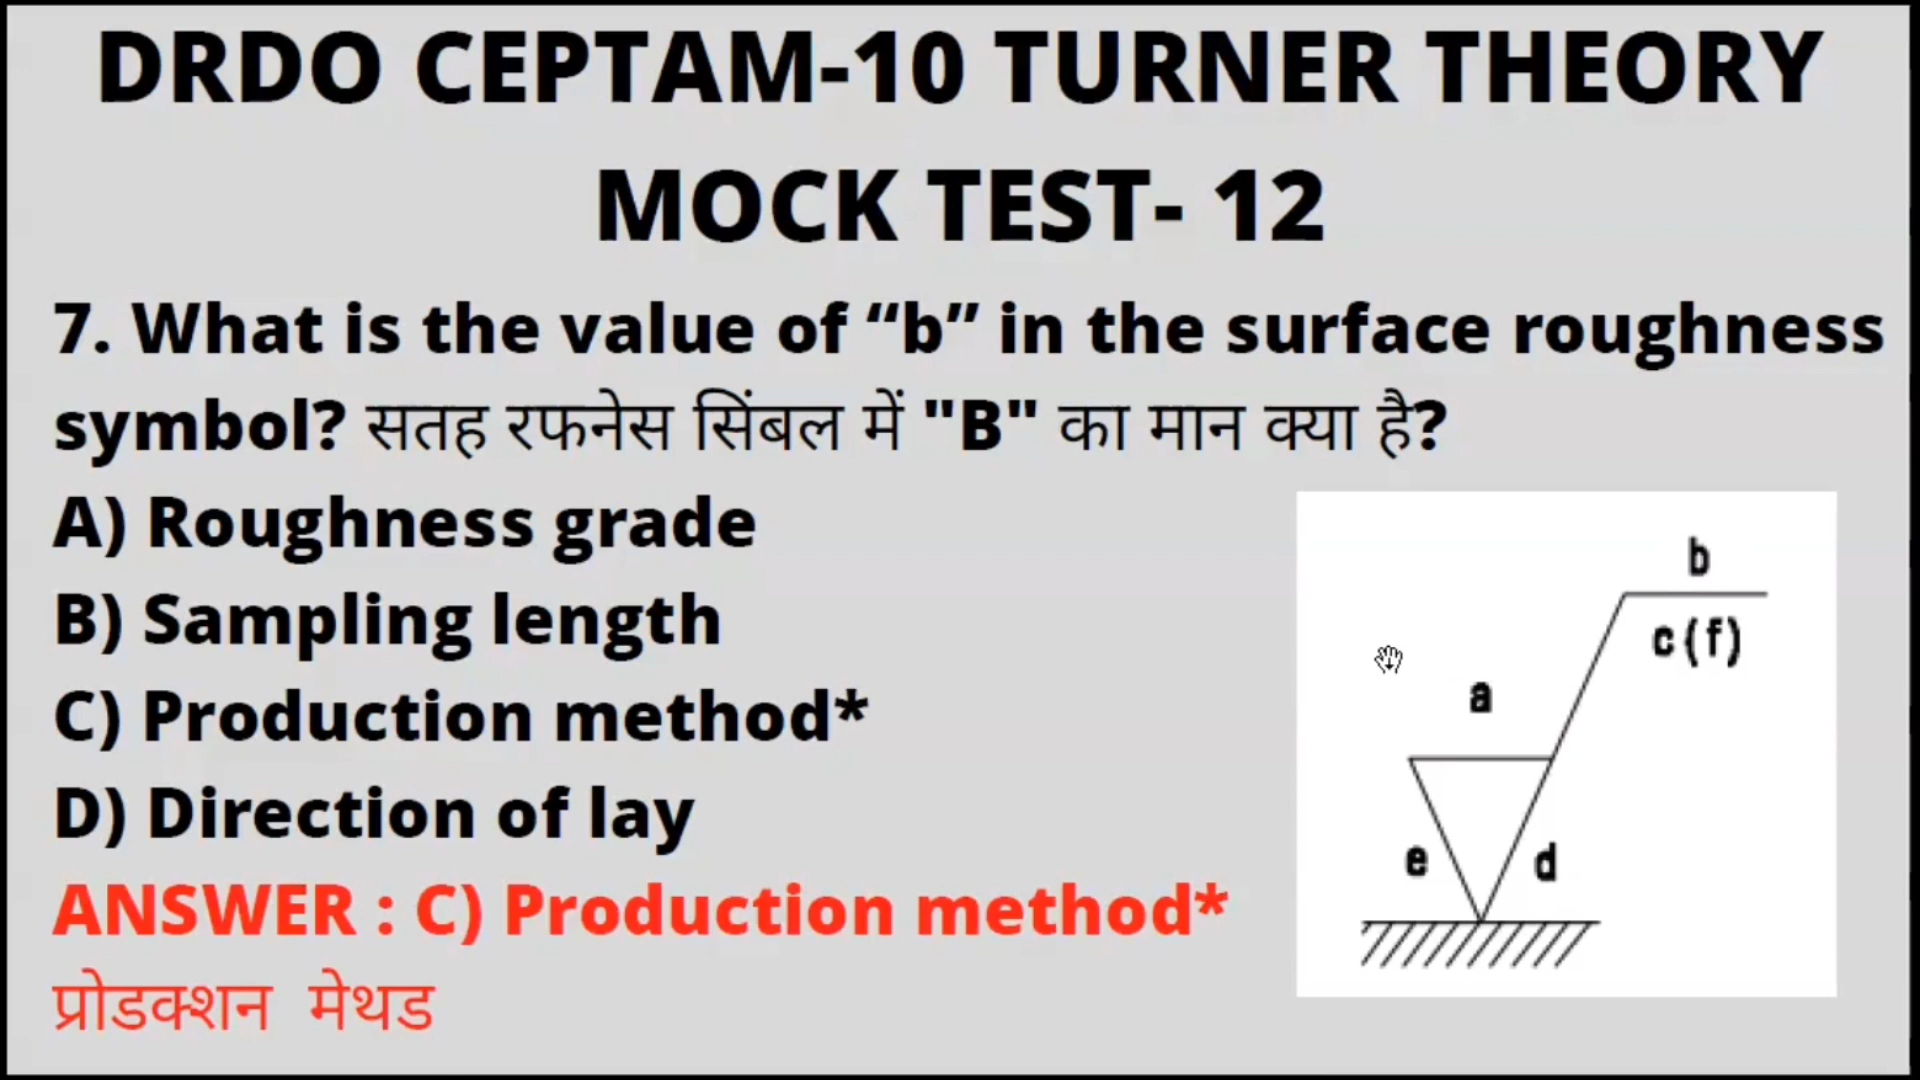 DRDO CEPTAM-10 TURNER THEORY
MOCK TEST- 12
7. What is the value of “b” in the surface roughness
symbol? सतह रफनेस सिंबल में "B" का मान क्या है?
A) Roughness grade
B) Sampling length
C) Production method*
D) Direction of lay
ANSWER : C) Production method*
प्रोडक्शन मेथड
b
c (f)
a
e
d